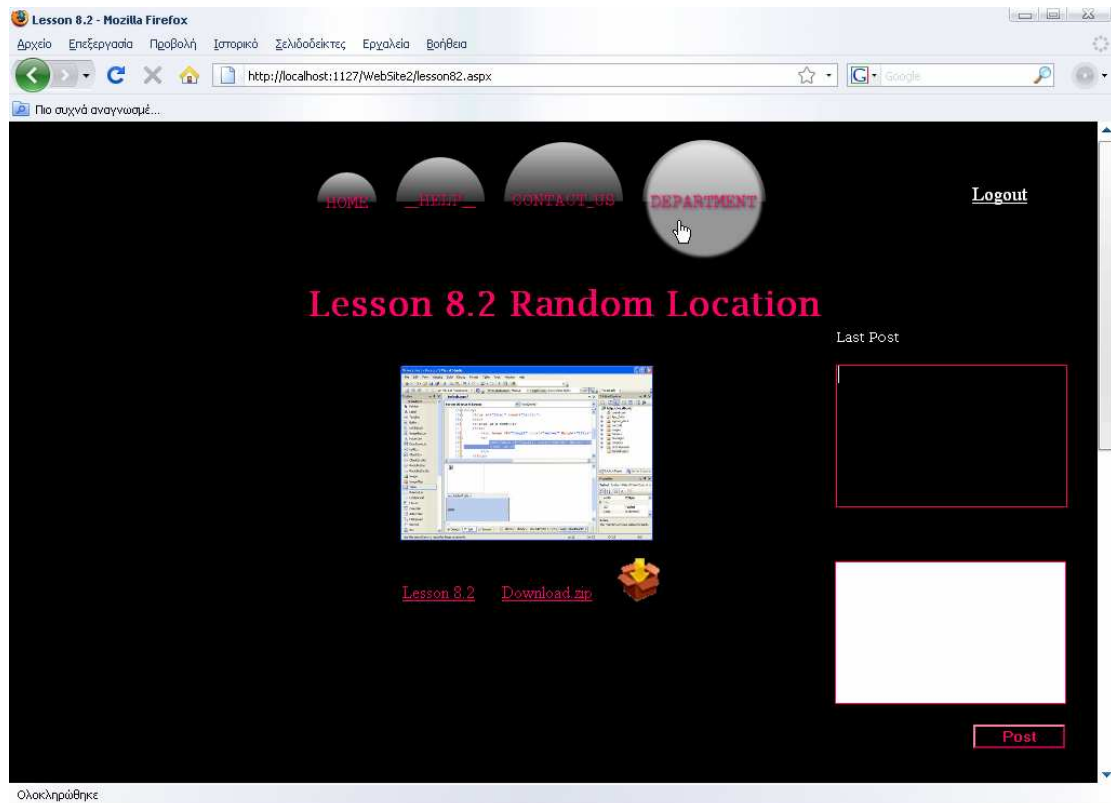 Lesson 8.2 - Mozilla Firefox
Αρχείο Επεξεργασία Προβολή Ιστορικό Σελιδοδείκτες Εργαλεία Βοήθεια
http://localhost:1127/WebSite2/lesson82.aspx G Google
Πιο συχνά αναγνωσμέ...
HOME _HELP_ CONTACT_US DEPARTMENT Logout
Lesson 8.2 Random Location
Last Post
Lesson 8.2 Download.zip
Post
Ολοκληρώθηκε